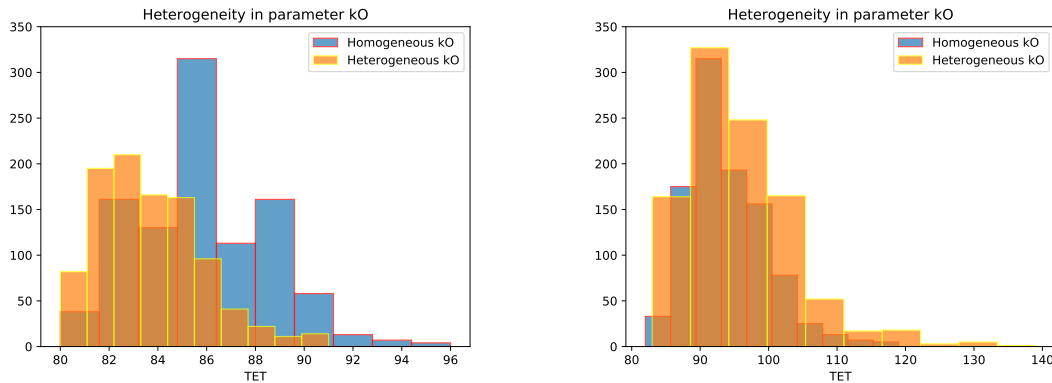 Heterogeneity in parameter kO
350
300
250
200
150
100
50
0
Homogeneous kO
Heterogeneous kO
80 82 84 86 88 90 92 94 96
TET
Heterogeneity in parameter kO
350
300
250
200
150
100
50
0
Homogeneous kO
Heterogeneous kO
80 90 100 110 120 130 140
TET